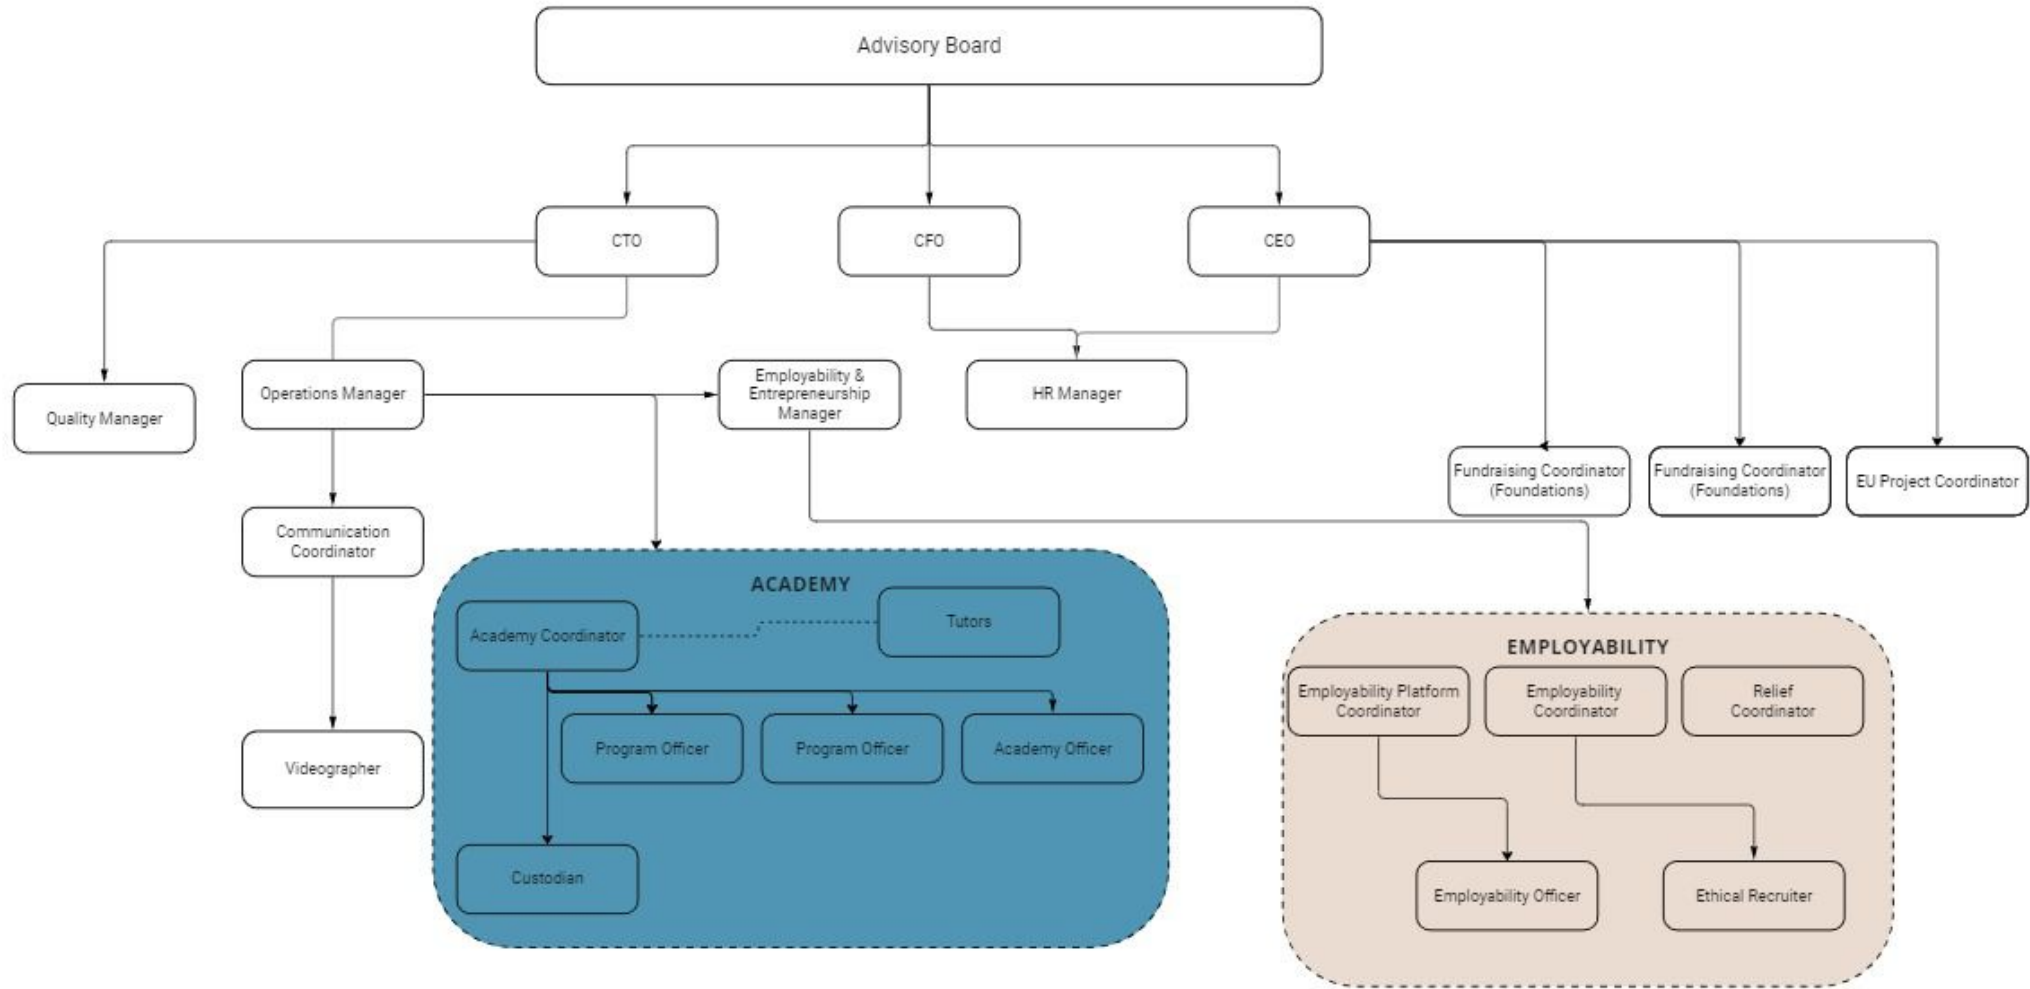 Advisory Board
CTO
CFO
CEO
Quality Manager
Operations Manager
Employability &
Entrepreneurship
Manager
HR Manager
Fundraising Coordinator
(Foundations)
Fundraising Coordinator
(Foundations)
EU Project Coordinator
Communication
Coordinator
Videographer
ACADEMY
Academy Coordinator
Tutors
Program Officer
Program Officer
Academy Officer
Custodian
EMPLOYABILITY
Employability Platform
Coordinator
Employability
Coordinator
Relief
Coordinator
Employability Officer
Ethical Recruiter